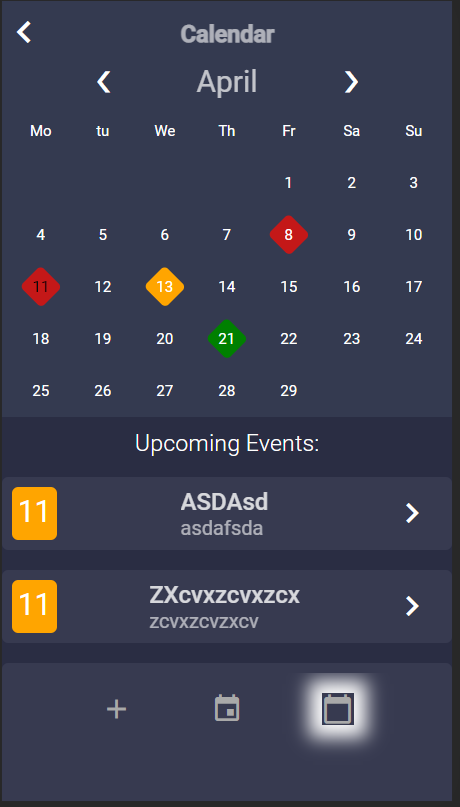 Calendar
April
Mo tu We Th Fr Sa Su
1 2 3
4 5 6 7 8 9 10
11 12 13 14 15 16 17
18 19 20 21 22 23 24
25 26 27 28 29
Upcoming Events:
11 ASDAsd
asdafsda
11 ZXcvxzcvxzcx
zcvxzcvzxcv